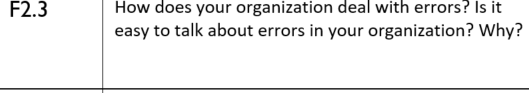 F2.3
How does your organization deal with errors? Is it
easy to talk about errors in your organization? Why?